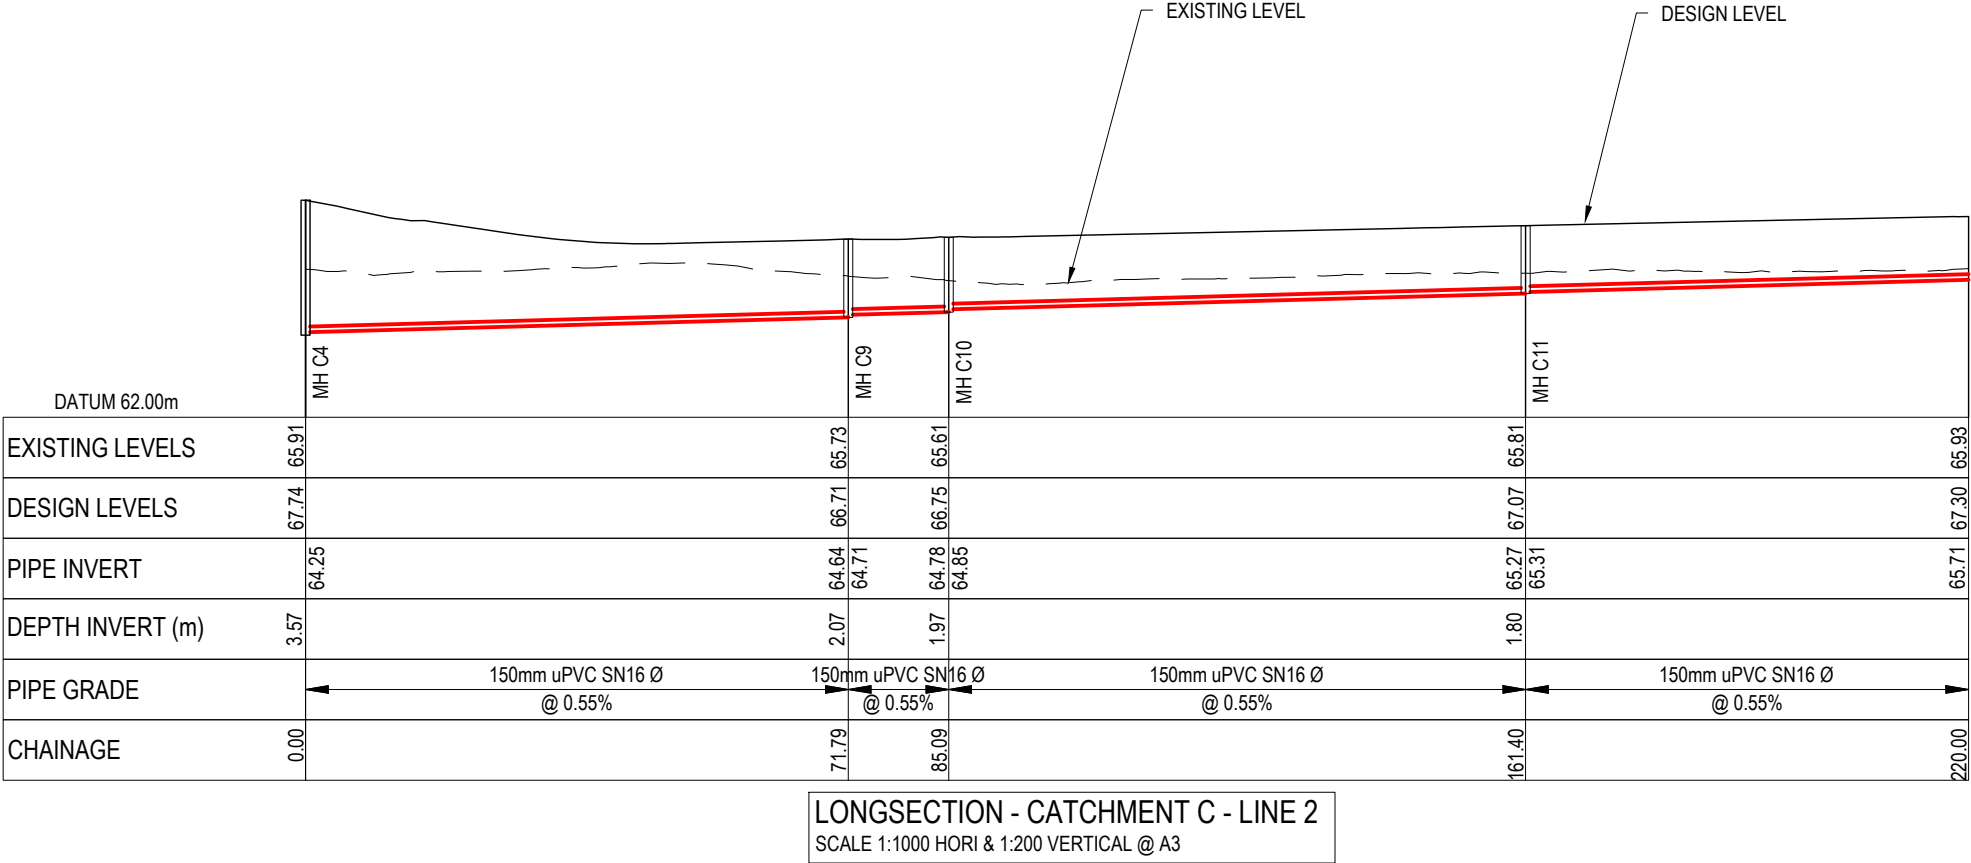 EXISTING LEVEL
DESIGN LEVEL
MH C4
MH C9
MH C10
MH C11
DATUM 62.00m
EXISTING LEVELS 65.91 65.73 65.61 65.81 65.93
DESIGN LEVELS 67.74 66.71 66.75 67.07 67.30
PIPE INVERT 64.25 64.64 64.71 64.78 64.85 65.27 65.31 65.71
DEPTH INVERT (m) 3.57 2.07 1.97 1.80
PIPE GRADE
150mm uPVC SN16 Ø
@ 0.55%
150mm uPVC SN16 Ø
@ 0.55%
150mm uPVC SN16 Ø
@ 0.55%
150mm uPVC SN16 Ø
@ 0.55%
CHAINAGE 0.00 71.79 85.09 161.40 220.00
LONGSECTION - CATCHMENT C - LINE 2
SCALE 1:1000 HORI & 1:200 VERTICAL @ A3